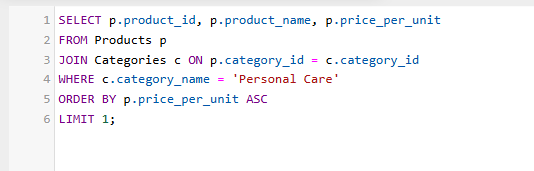 1 SELECT p.product_id, p.product_name, p.price_per_unit
2 FROM Products p
3 JOIN Categories c ON p.category_id = c.category_id
4 WHERE c.category_name = 'Personal Care'
5 ORDER BY p.price_per_unit ASC
6 LIMIT 1;